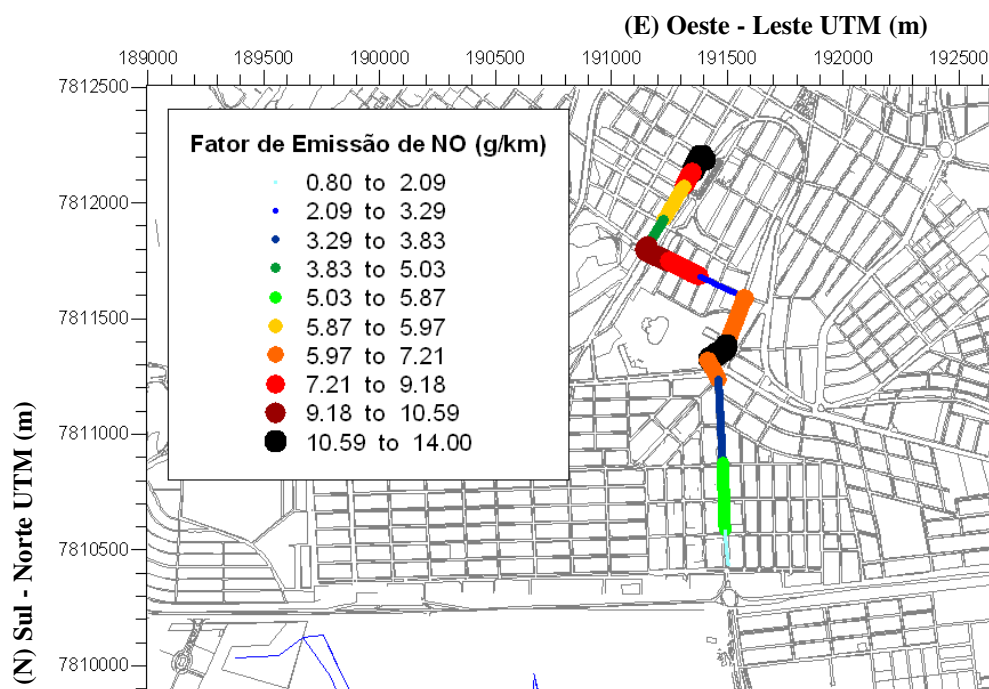 (E) Oeste - Leste UTM (m)
189000 189500 190000 190500 191000 191500 192000 192500
7812500
Fator de Emissão de NO (g/km)
0.80 to 2.09
2.09 to 3.29
3.29 to 3.83
3.83 to 5.03
5.03 to 5.87
5.87 to 5.97
5.97 to 7.21
7.21 to 9.18
9.18 to 10.59
10.59 to 14.00
7812000
7811500
7811000
7810500
7810000
(N) Sul - Norte UTM (m)